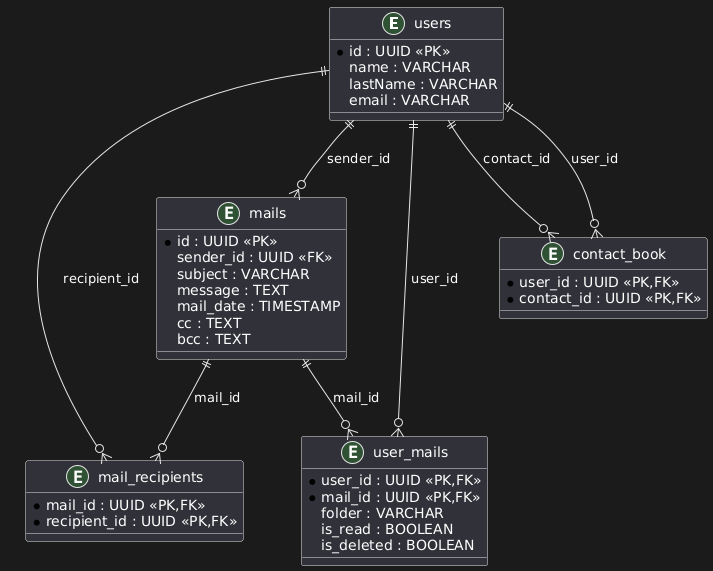 E users
id : UUID «PK»
name : VARCHAR
lastName : VARCHAR
email : VARCHAR
sender_id
contact_id
user_id
E mails
id : UUID «PK»
sender_id : UUID «FK»
subject : VARCHAR
message : TEXT
mail_date : TIMESTAMP
cc : TEXT
bcc : TEXT
E contact_book
user_id : UUID «PK,FK»
contact_id : UUID «PK,FK»
recipient_id
user_id
mail_id
mail_id
E mail_recipients
mail_id : UUID «PK,FK»
recipient_id : UUID «PK,FK»
E user_mails
user_id : UUID «PK,FK»
mail_id : UUID «PK,FK»
folder : VARCHAR
is_read : BOOLEAN
is_deleted : BOOLEAN